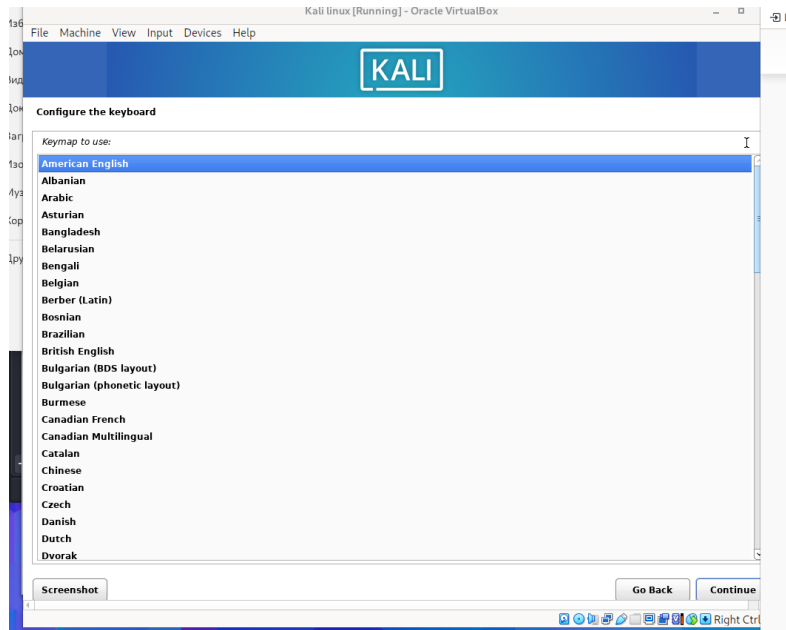 Kali linux [Running] - Oracle VirtualBox
File Machine View Input Devices Help
KALI
Configure the keyboard
Keymap to use:
American English
Albanian
Arabic
Asturian
Bangladesh
Belarusian
Bengali
Belgian
Berber (Latin)
Bosnian
Brazilian
British English
Bulgarian (BDS layout)
Bulgarian (phonetic layout)
Burmese
Canadian French
Canadian Multilingual
Catalan
Chinese
Croatian
Czech
Danish
Dutch
Dvorak
Screenshot
Go Back
Continue
Right Ctrl